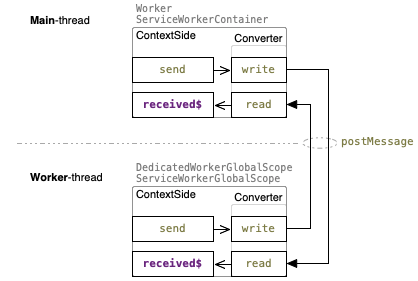 Worker
Main-thread
ServiceWorkerContainer
ContextSide
Converter
send
write
received$
read
postMessage
Worker-thread
DedicatedWorkerGlobalScope
ServiceWorkerGlobalScope
ContextSide
Converter
send
write
received$
read